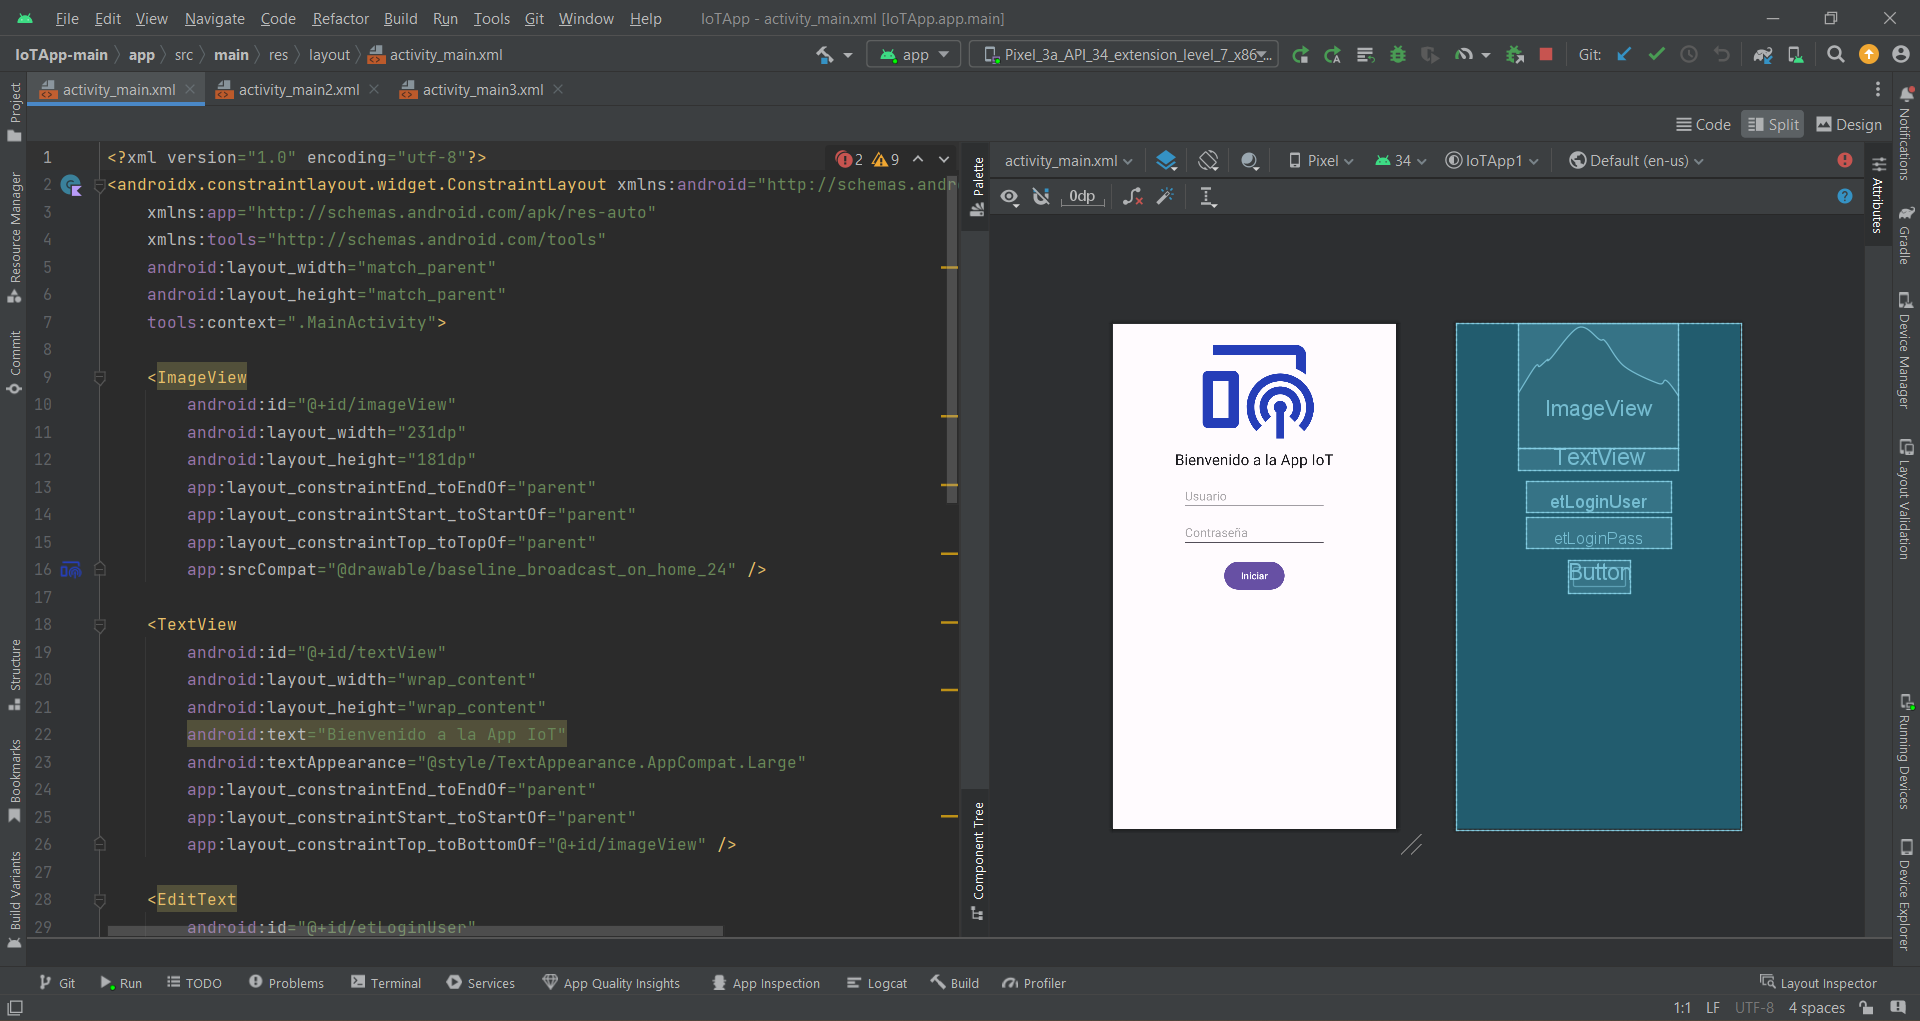 File Edit View Navigate Code Refactor Build Run Tools Git Window Help IoTApp - activity_main.xml [IoTApp.app.main]
IoTApp-main app src main res layout activity_main.xml app Pixel_3a_API_34_extension_level_7_x86_... Git:
activity_main.xml activity_main2.xml activity_main3.xml
Code Split Design
Project
Resource Manager
Commit
Structure
Bookmarks
Build Variants
2 9
1 <?xml version="1.0" encoding="utf-8"?>
2 <androidx.constraintlayout.widget.ConstraintLayout xmlns:android="http://schemas.andr
3 xmlns:app="http://schemas.android.com/apk/res-auto"
4 xmlns:tools="http://schemas.android.com/tools"
5 android:layout_width="match_parent"
6 android:layout_height="match_parent"
7 tools:context=".MainActivity">
8
9 <ImageView
10 android:id="@+id/imageView"
11 android:layout_width="231dp"
12 android:layout_height="181dp"
13 app:layout_constraintEnd_toEndOf="parent"
14 app:layout_constraintStart_toStartOf="parent"
15 app:layout_constraintTop_toTopOf="parent"
16 app:srcCompat="@drawable/baseline_broadcast_on_home_24" />
17
18 <TextView
19 android:id="@+id/textView"
20 android:layout_width="wrap_content"
21 android:layout_height="wrap_content"
22 android:text="Bienvenido a la App IoT"
23 android:textAppearance="@style/TextAppearance.AppCompat.Large"
24 app:layout_constraintEnd_toEndOf="parent"
25 app:layout_constraintStart_toStartOf="parent"
26 app:layout_constraintTop_toBottomOf="@+id/imageView" />
27
28 <EditText
29 android:id="@+id/etLoginUser"
Palette
Component Tree
activity_main.xml Pixel 34 IoTApp1 Default (en-us)
0dp
Bienvenido a la App IoT
Usuario
Contraseña
Iniciar
ImageView
TextView
etLoginUser
etLoginPass
Button
Attributes
Notifications
Gradle
Device Manager
Layout Validation
Running Devices
Device Explorer
Git Run TODO Problems Terminal Services App Quality Insights App Inspection Logcat Build Profiler Layout Inspector
1:1 LF UTF-8 4 spaces